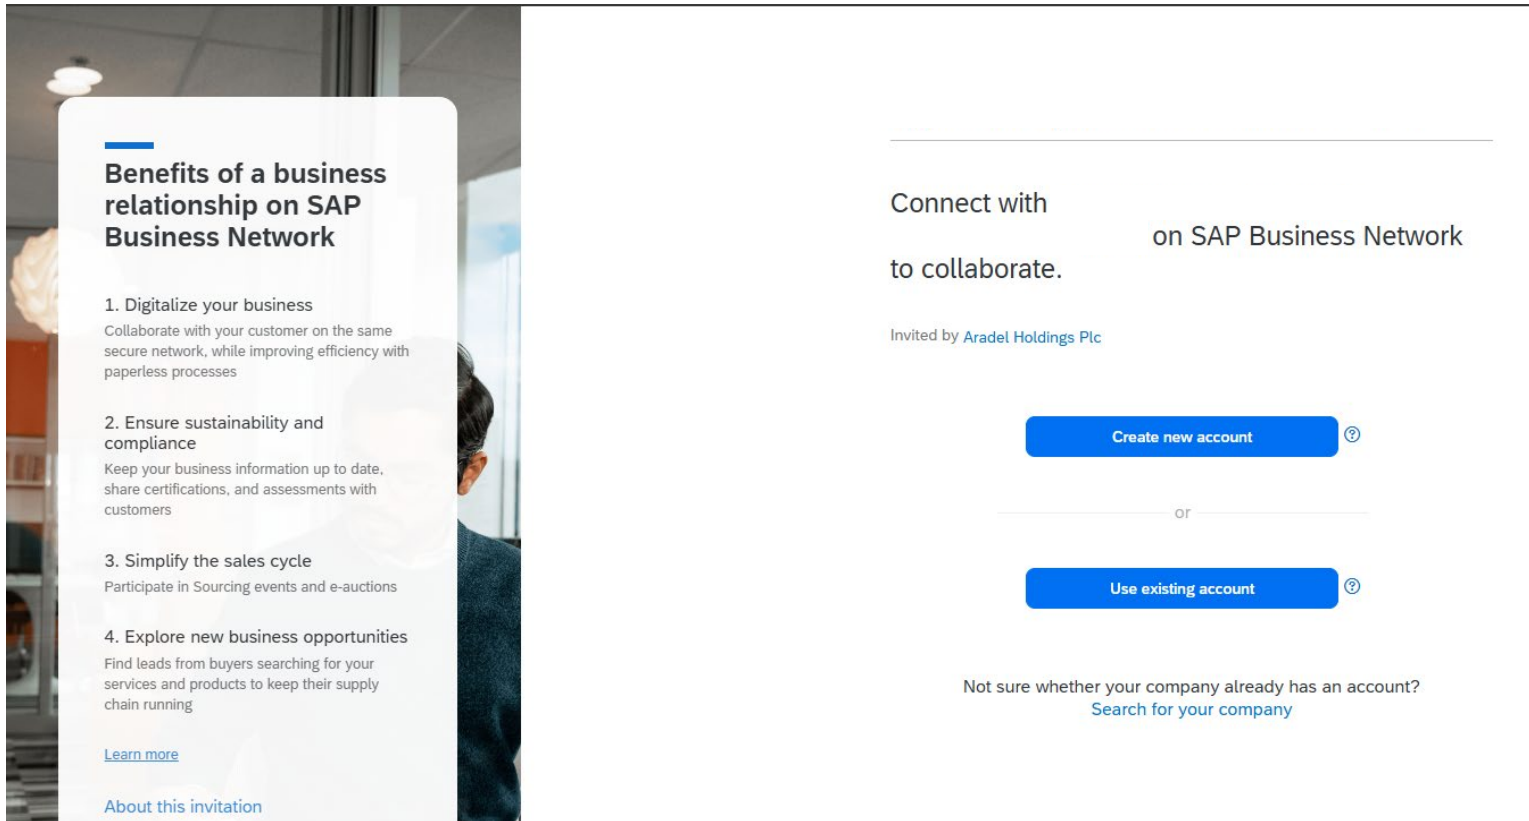 Benefits of a business
relationship on SAP
Business Network
1. Digitalize your business
Collaborate with your customer on the same
secure network, while improving efficiency with
paperless processes
2. Ensure sustainability and
compliance
Keep your business information up to date,
share certifications, and assessments with
customers
3. Simplify the sales cycle
Participate in Sourcing events and e-auctions
4. Explore new business opportunities
Find leads from buyers searching for your
services and products to keep their supply
chain running
Learn more
About this invitation
Connect with
on SAP Business Network
to collaborate.
Invited by Aradel Holdings Plc
Create new account
or
Use existing account
Not sure whether your company already has an account?
Search for your company